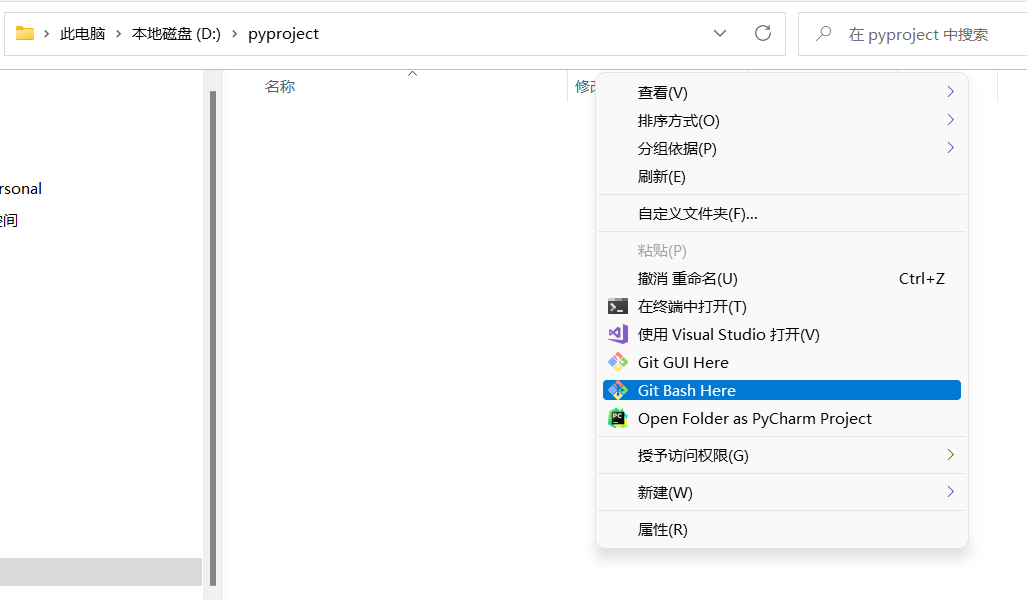 此电脑 > 本地磁盘 (D:) > pyproject
在 pyproject 中搜索
名称
修改
rsonal
空间
查看(V)
排序方式(O)
分组依据(P)
刷新(E)
自定义文件夹(F)...
粘贴(P)
撤消 重命名(U) Ctrl+Z
在终端中打开(T)
使用 Visual Studio 打开(V)
Git GUI Here
Git Bash Here
Open Folder as PyCharm Project
授予访问权限(G)
新建(W)
属性(R)